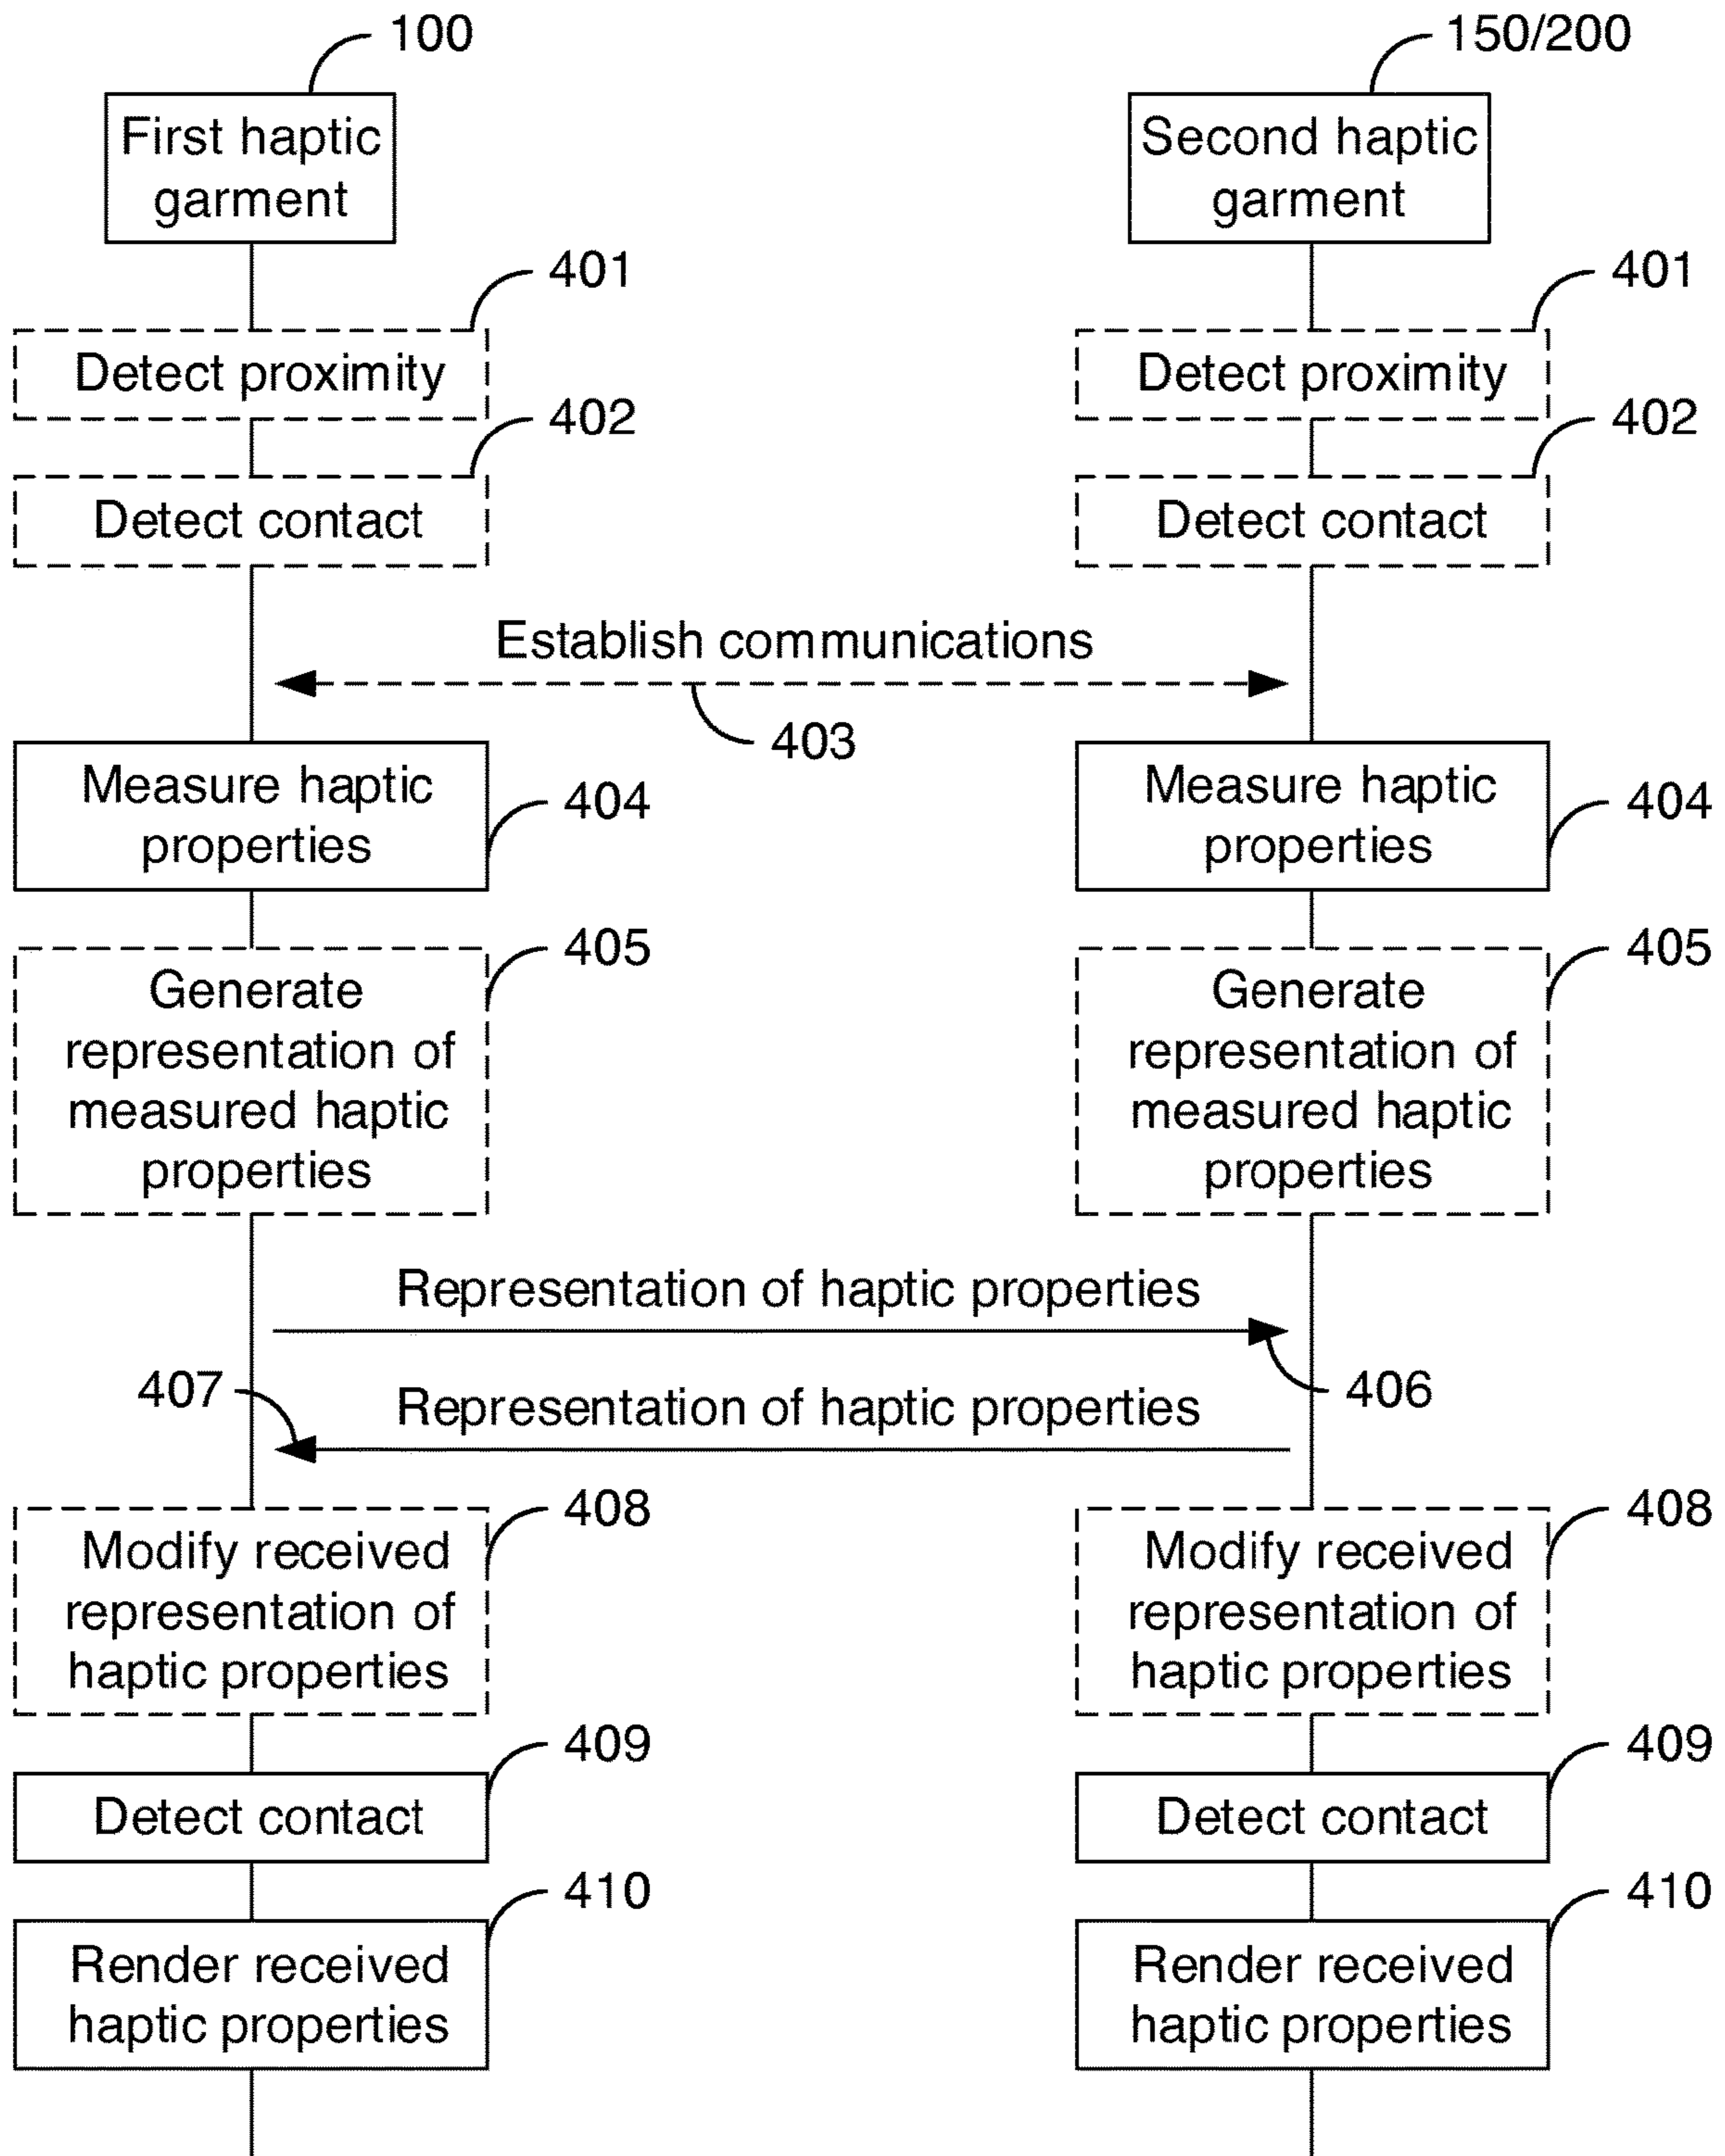 100
150/200
First haptic
garment
Second haptic
garment
401
401
Detect proximity
Detect proximity
402
402
Detect contact
Detect contact
Establish communications
403
Measure haptic
properties
404
Measure haptic
properties
404
405
405
Generate
representation of
measured haptic
properties
Generate
representation of
measured haptic
properties
Representation of haptic properties
407
406
Representation of haptic properties
408
408
Modify received
representation of
haptic properties
Modify received
representation of
haptic properties
409
409
Detect contact
Detect contact
410
410
Render received
haptic properties
Render received
haptic properties